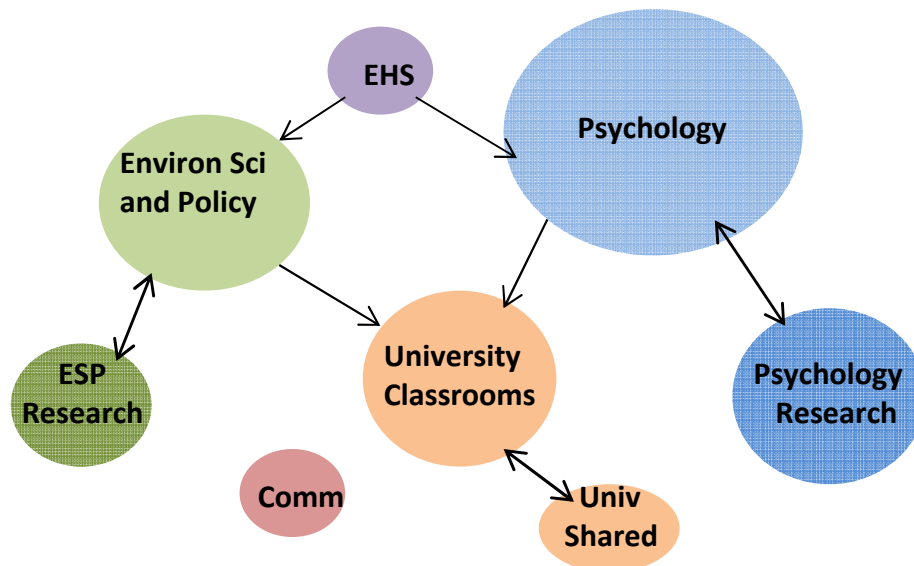 EHS
Psychology
Environ Sci
and Policy
University
Classrooms
ESP
Research
Psychology
Research
Comm
Univ
Shared